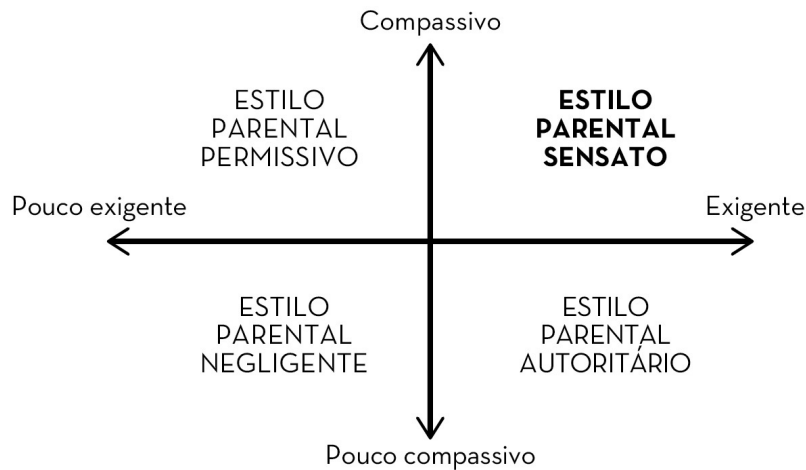 Compassivo
ESTILO
PARENTAL
PERMISSIVO
ESTILO
PARENTAL
SENSATO
Pouco exigente
Exigente
ESTILO
PARENTAL
NEGLIGENTE
ESTILO
PARENTAL
AUTORITÁRIO
Pouco compassivo